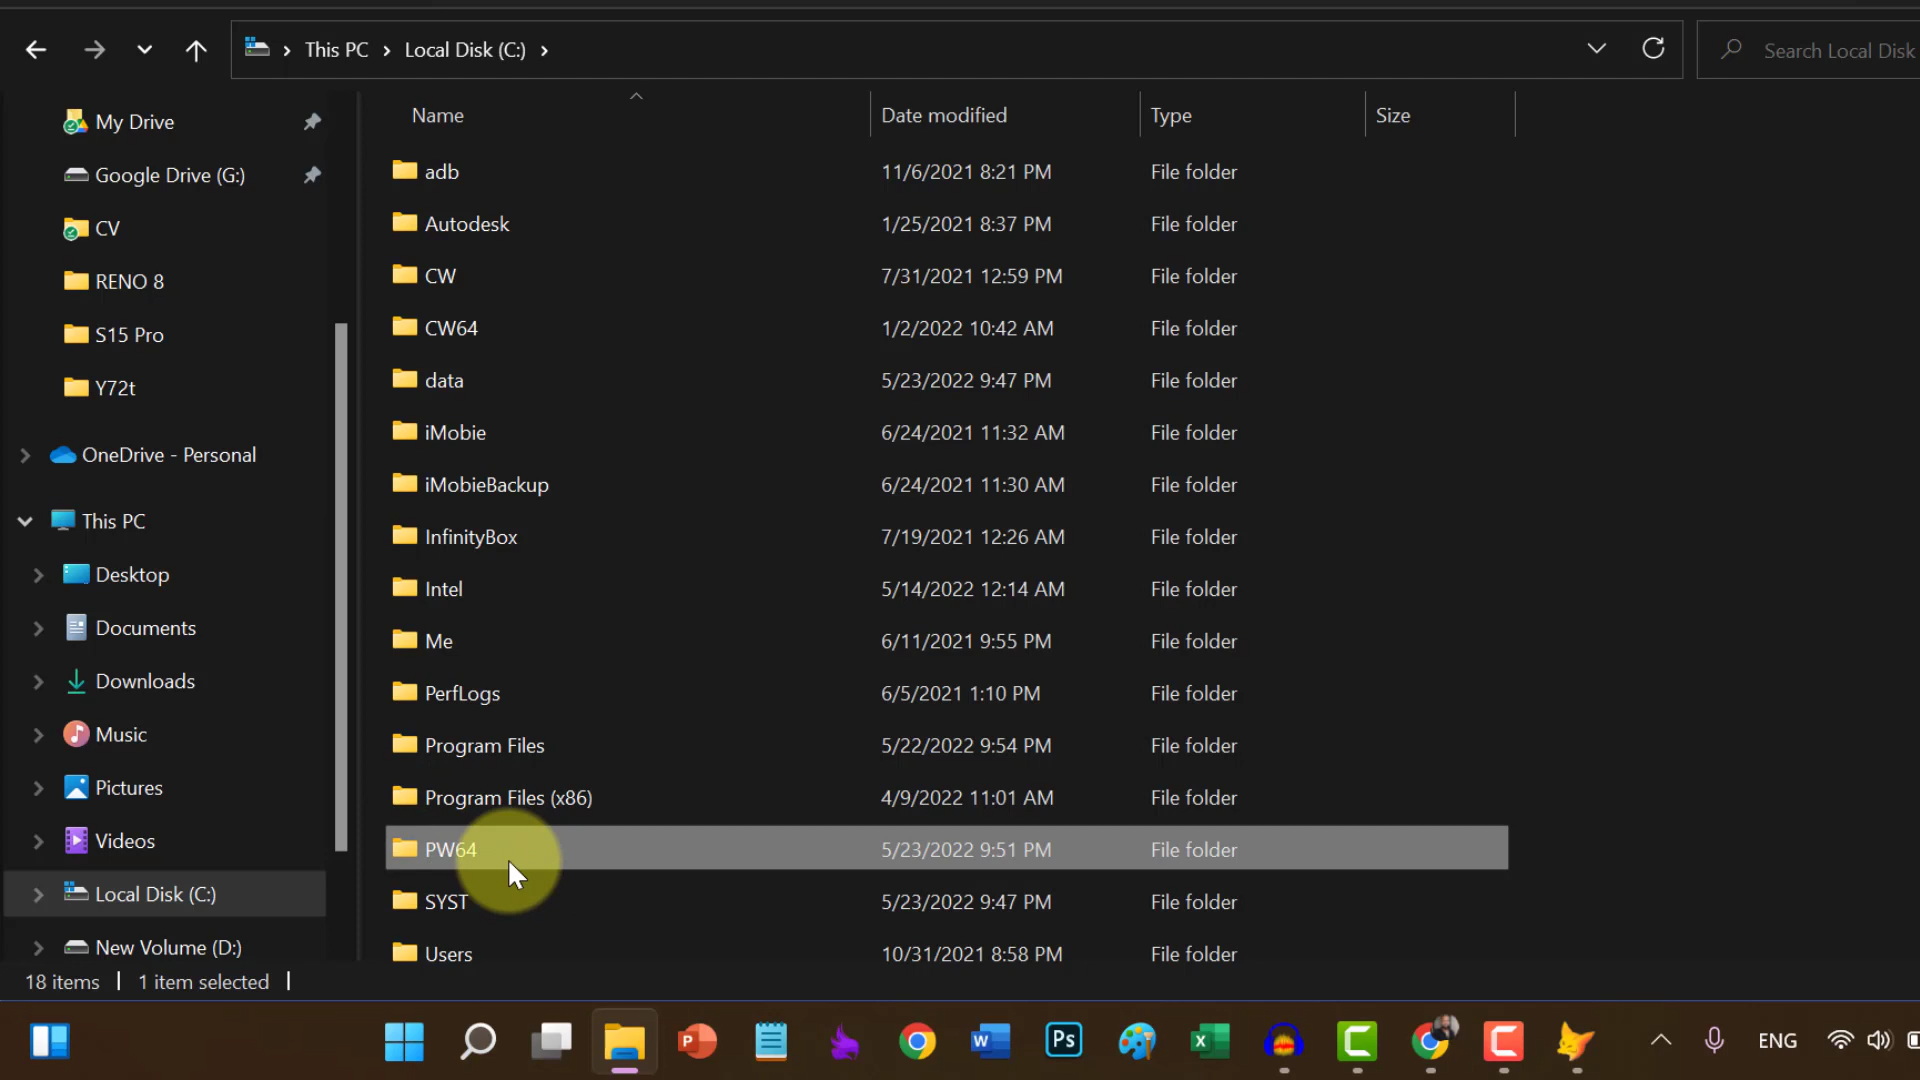 This PC Local Disk (C:)
Search Local Disk
My Drive
Google Drive (G:)
CV
RENO 8
S15 Pro
Y72t
OneDrive - Personal
This PC
Desktop
Documents
Downloads
Music
Pictures
Videos
Local Disk (C:)
New Volume (D:)
Name Date modified Type Size
adb 11/6/2021 8:21 PM File folder
Autodesk 1/25/2021 8:37 PM File folder
CW 7/31/2021 12:59 PM File folder
CW64 1/2/2022 10:42 AM File folder
data 5/23/2022 9:47 PM File folder
iMobie 6/24/2021 11:32 AM File folder
iMobieBackup 6/24/2021 11:30 AM File folder
InfinityBox 7/19/2021 12:26 AM File folder
Intel 5/14/2022 12:14 AM File folder
Me 6/11/2021 9:55 PM File folder
PerfLogs 6/5/2021 1:10 PM File folder
Program Files 5/22/2022 9:54 PM File folder
Program Files (x86) 4/9/2022 11:01 AM File folder
PW64 5/23/2022 9:51 PM File folder
SYST 5/23/2022 9:47 PM File folder
Users 10/31/2021 8:58 PM File folder
18 items 1 item selected
P W Ps X ENG